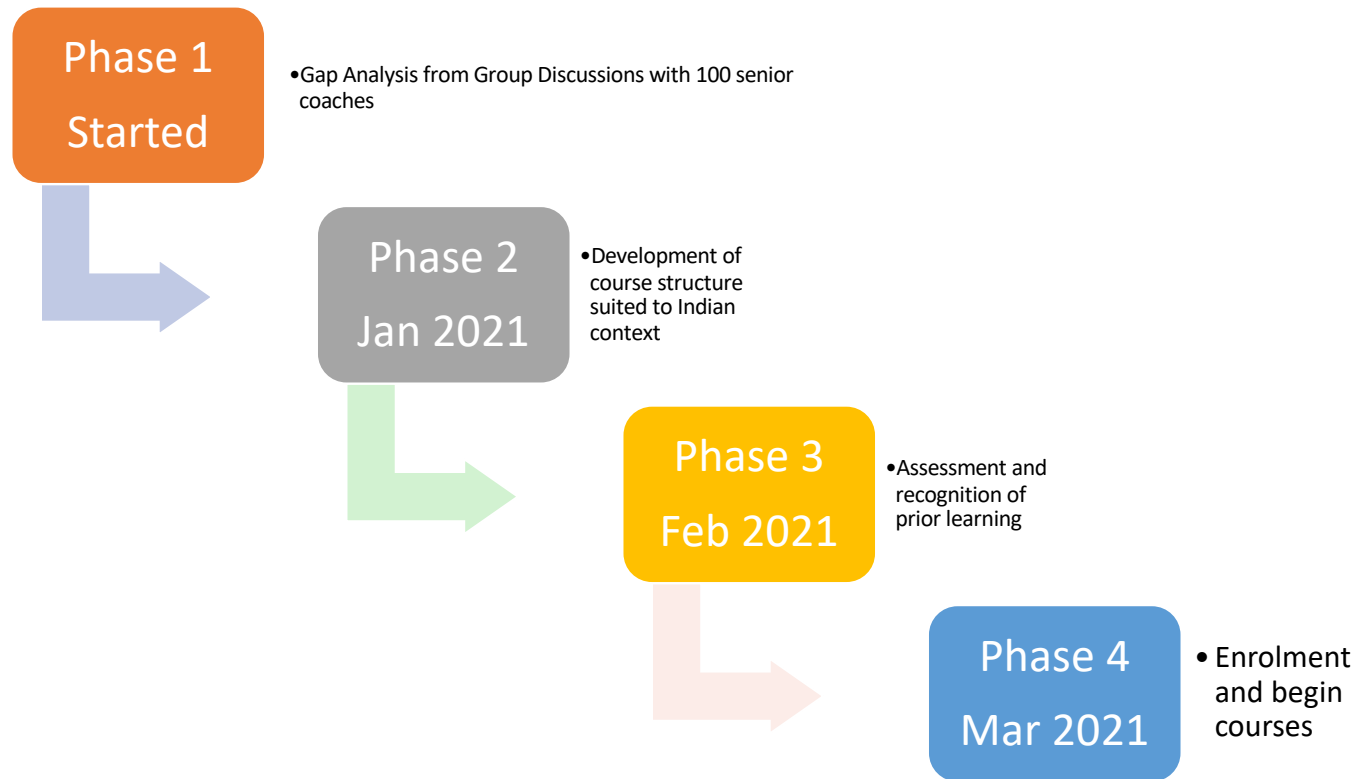 Phase 1
Started
•Gap Analysis from Group Discussions with 100 senior
coaches
Phase 2
Jan 2021
•Development of
course structure
suited to Indian
context
Phase 3
Feb 2021
•Assessment and
recognition of
prior learning
Phase 4
Mar 2021
• Enrolment
and begin
courses